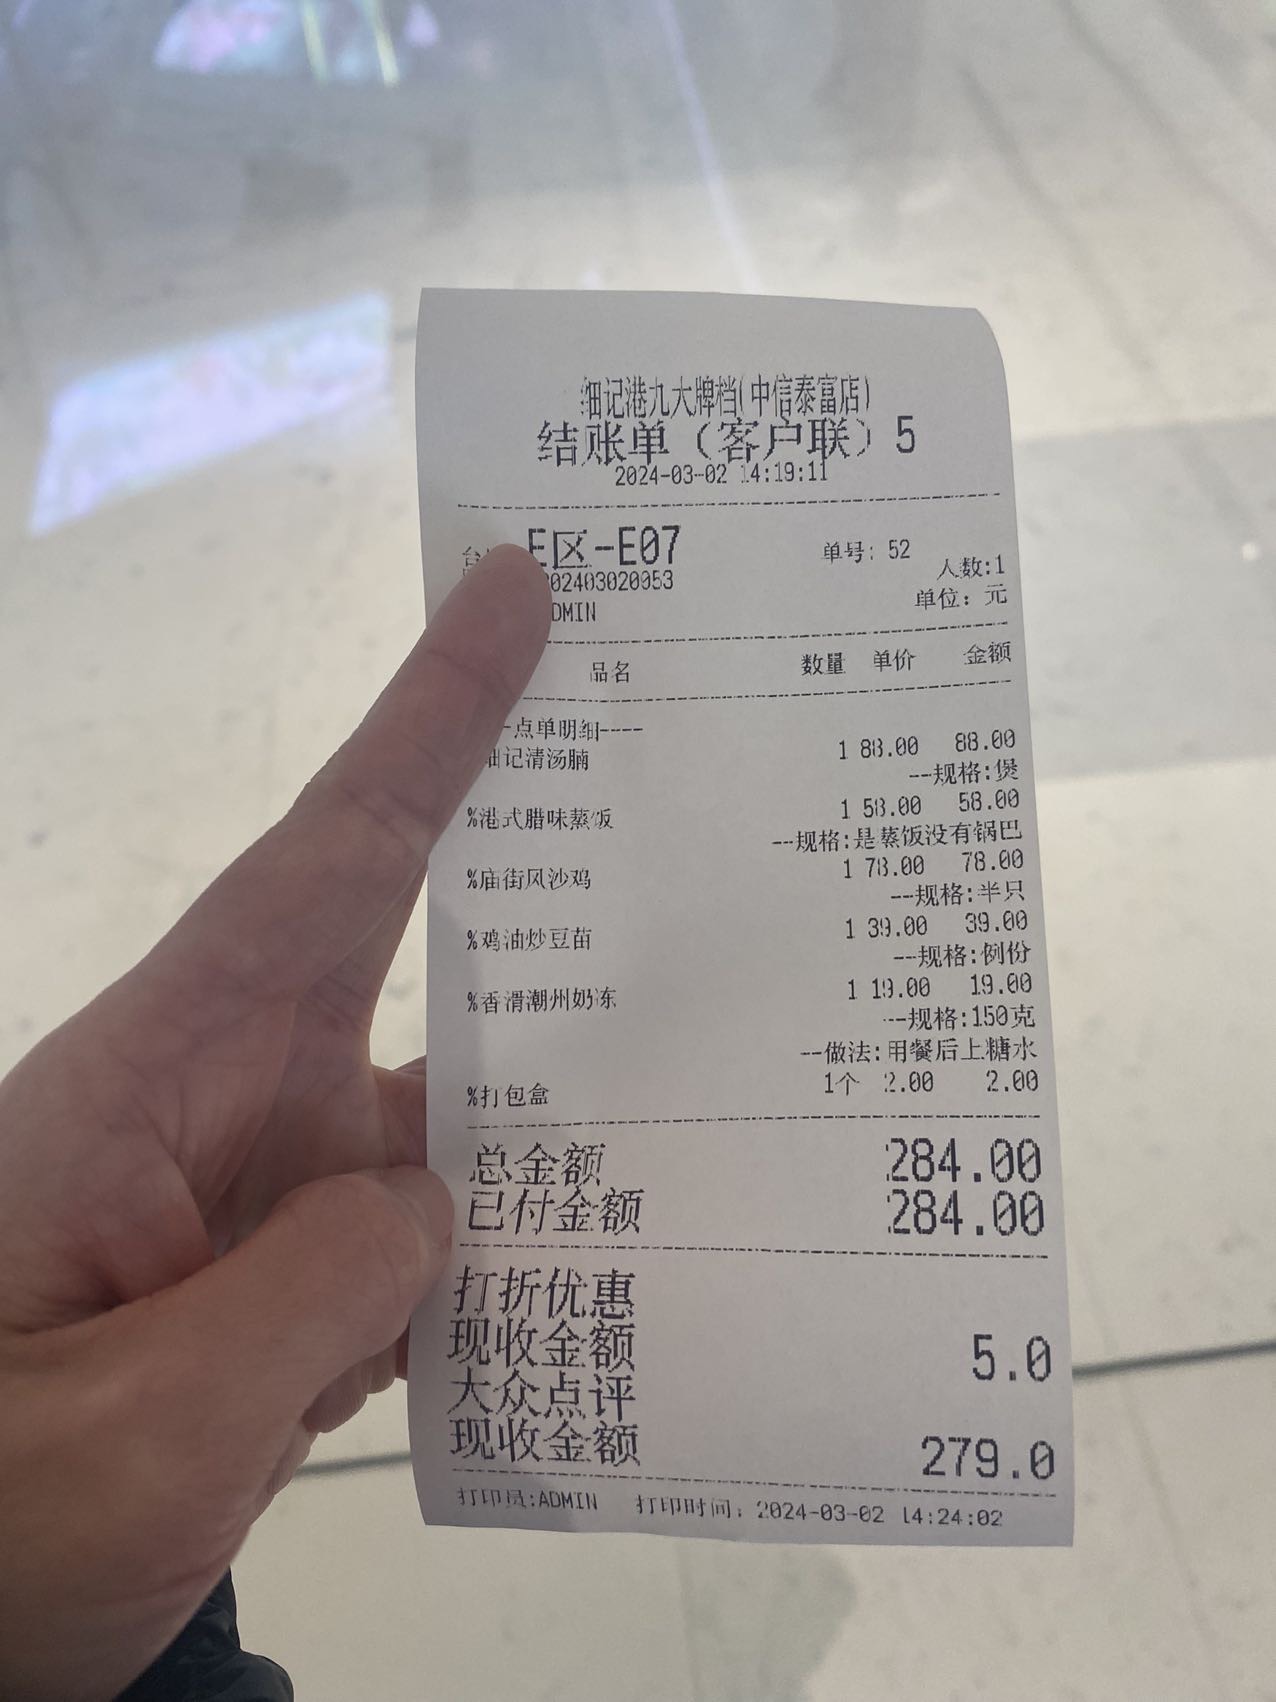 细记港九大牌档(中信泰富店)
结账单（客户联）5
2024-03-02 14:19:11
台 E区-E07 单号: 52
02403020053 人数:1
DMIN 单位: 元
品名 数量 单价 金额
-点单明细----
细记清汤腩 1 88.00 88.00
--规格:煲
%港式腊味蒸饭 1 58.00 58.00
---规格:是蒸饭没有锅巴
%庙街风沙鸡 1 78.00 78.00
---规格:半只
%鸡油炒豆苗 1 39.00 39.00
---规格:例份
%香滑潮州奶冻 1 19.00 19.00
---规格:150克
--做法:用餐后上糖水
%打包盒 1个 2.00 2.00
总金额 284.00
已付金额 284.00
打折优惠
现收金额 5.0
大众点评
现收金额 279.0
打印员:ADMIN 打印时间: 2024-03-02 14:24:02